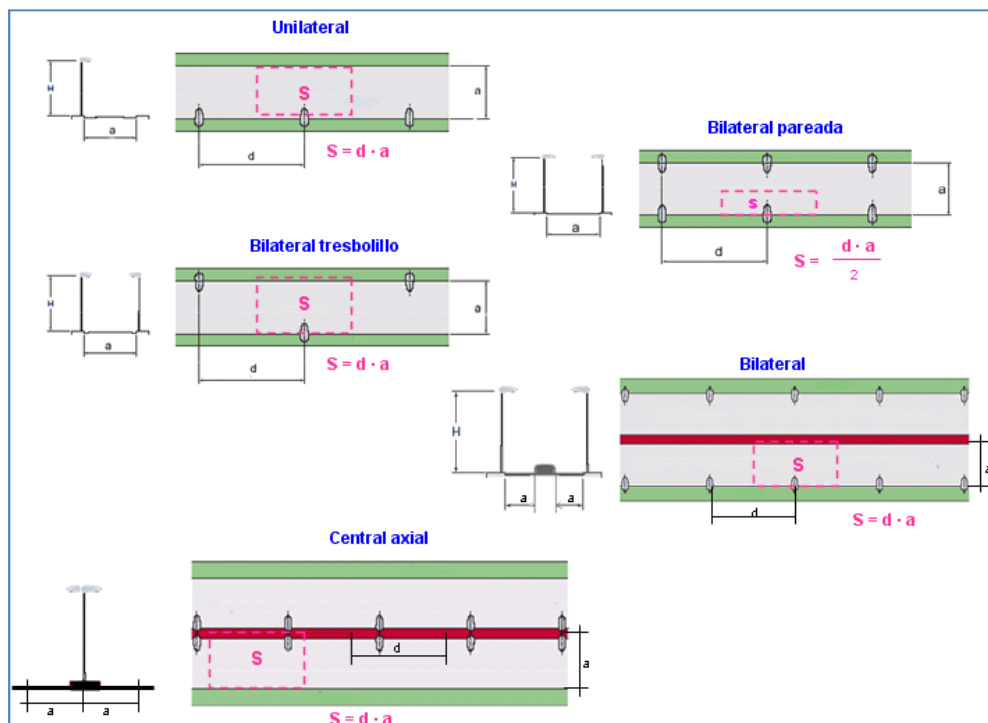 Unilateral
H
a
S
a
d
S = d · a
Bilateral pareada
H
a
s
a
d
S = d · a
2
Bilateral tresbolillo
H
a
S
a
d
S = d · a
Bilateral
H
a
a
S
a
d
S = d · a
Central axial
a
a
S
d
a
S = d · a